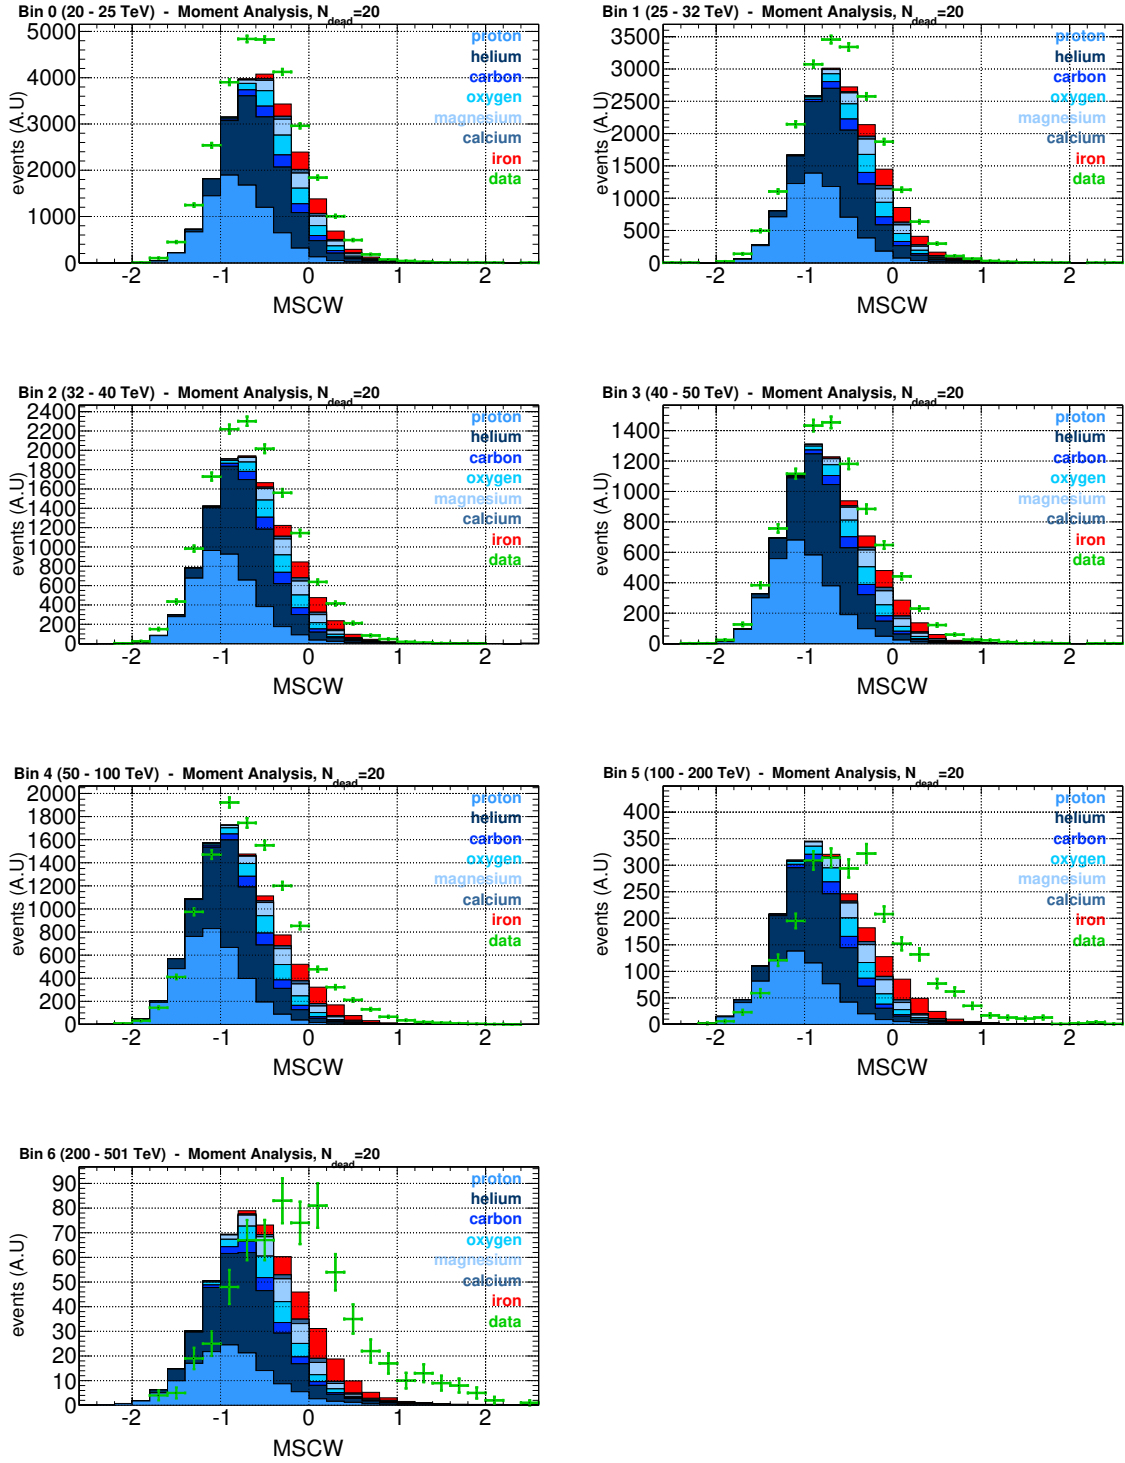 Bin 0 (20 - 25 TeV) - Moment Analysis, N_dead=20
events (A.U)
5000
4000
3000
2000
1000
0
proton
helium
carbon
oxygen
magnesium
calcium
iron
data
-2 -1 0 1 2
MSCW
Bin 1 (25 - 32 TeV) - Moment Analysis, N_dead=20
events (A.U)
3500
3000
2500
2000
1500
1000
500
0
proton
helium
carbon
oxygen
magnesium
calcium
iron
data
-2 -1 0 1 2
MSCW
Bin 2 (32 - 40 TeV) - Moment Analysis, N_dead=20
events (A.U)
2400
2200
2000
1800
1600
1400
1200
1000
800
600
400
200
0
proton
helium
carbon
oxygen
magnesium
calcium
iron
data
-2 -1 0 1 2
MSCW
Bin 3 (40 - 50 TeV) - Moment Analysis, N_dead=20
events (A.U)
1400
1200
1000
800
600
400
200
0
proton
helium
carbon
oxygen
magnesium
calcium
iron
data
-2 -1 0 1 2
MSCW
Bin 4 (50 - 100 TeV) - Moment Analysis, N_dead=20
events (A.U)
2000
1800
1600
1400
1200
1000
800
600
400
200
0
proton
helium
carbon
oxygen
magnesium
calcium
iron
data
-2 -1 0 1 2
MSCW
Bin 5 (100 - 200 TeV) - Moment Analysis, N_dead=20
events (A.U)
400
350
300
250
200
150
100
50
0
proton
helium
carbon
oxygen
magnesium
calcium
iron
data
-2 -1 0 1 2
MSCW
Bin 6 (200 - 501 TeV) - Moment Analysis, N_dead=20
events (A.U)
90
80
70
60
50
40
30
20
10
0
proton
helium
carbon
oxygen
magnesium
calcium
iron
data
-2 -1 0 1 2
MSCW